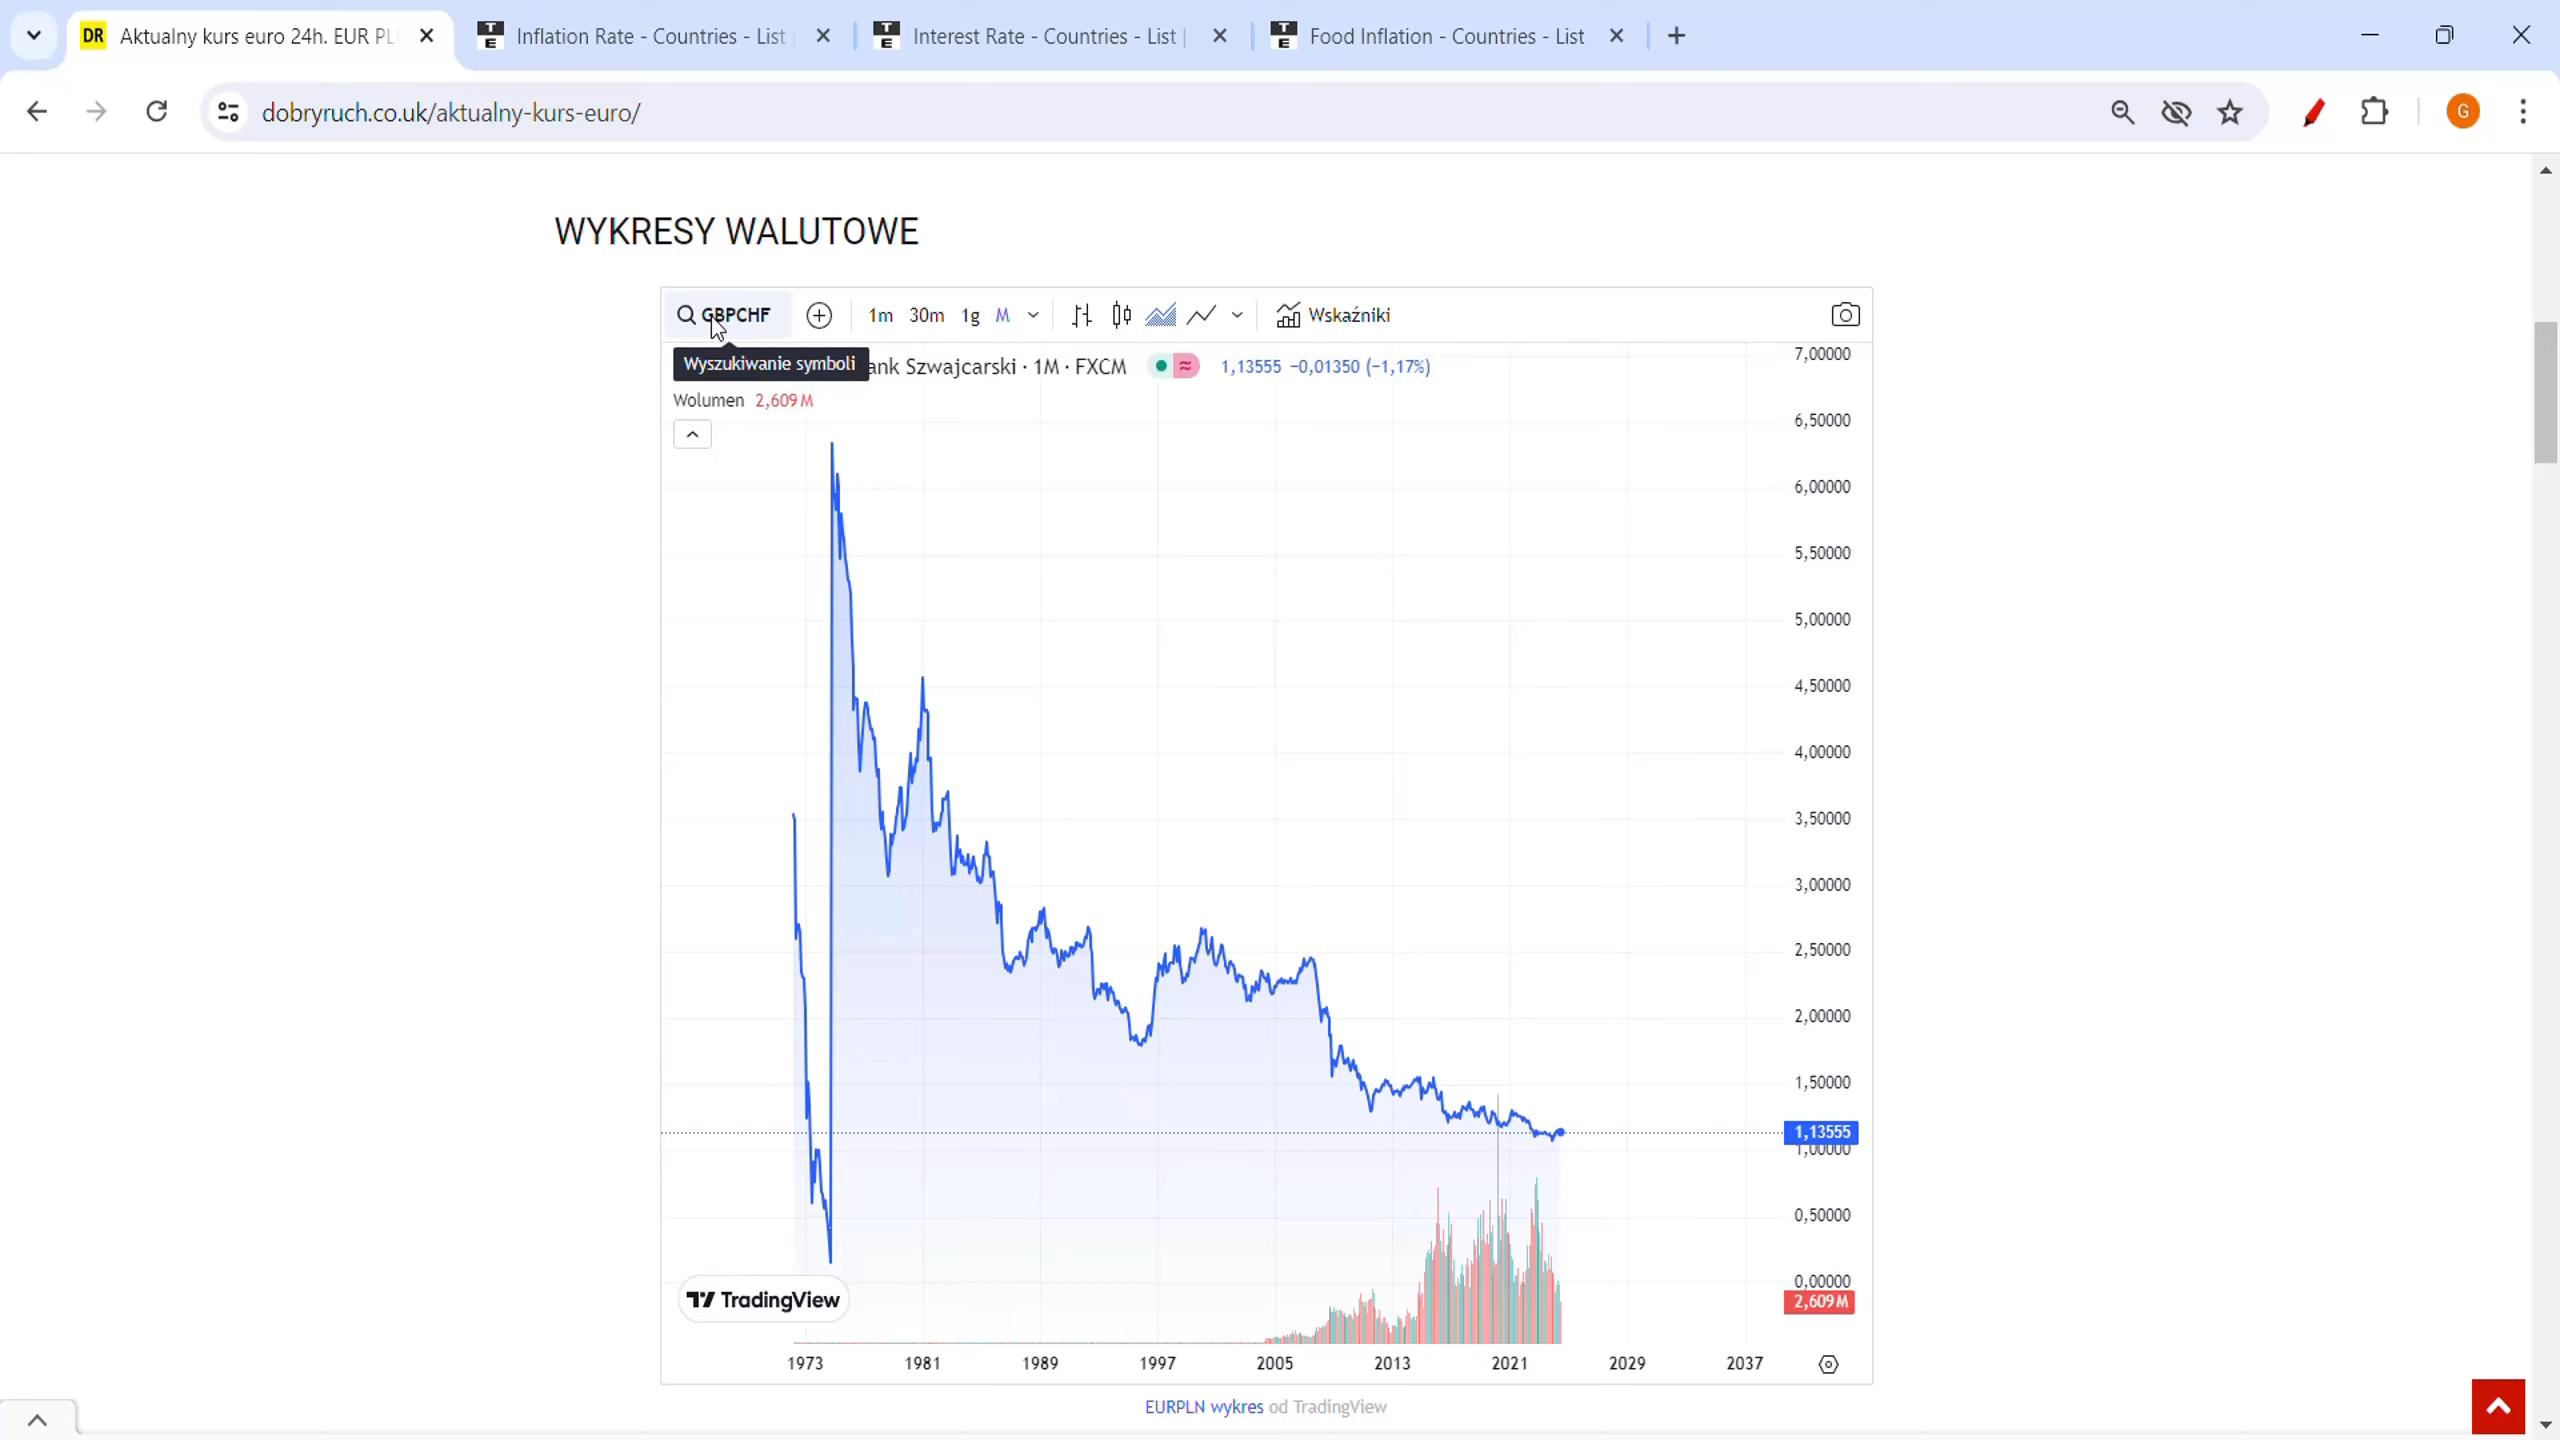 DR Aktualny kurs euro 24h. EUR PL
TE Inflation Rate - Countries - List
TE Interest Rate - Countries - List |
TE Food Inflation - Countries - List
dobryruch.co.uk/aktualny-kurs-euro/
G
WYKRESY WALUTOWE
GBPCHF
1m 30m 1g M
Wskaźniki
Wyszukiwanie symboli
ank Szwajcarski · 1M · FXCM
1,13555 −0,01350 (−1,17%)
Wolumen 2,609 M
7,00000
6,50000
6,00000
5,50000
5,00000
4,50000
4,00000
3,50000
3,00000
2,50000
2,00000
1,50000
1,13555
1,00000
0,50000
0,00000
2,609 M
TradingView
1973 1981 1989 1997 2005 2013 2021 2029 2037
EURPLN wykres od TradingView